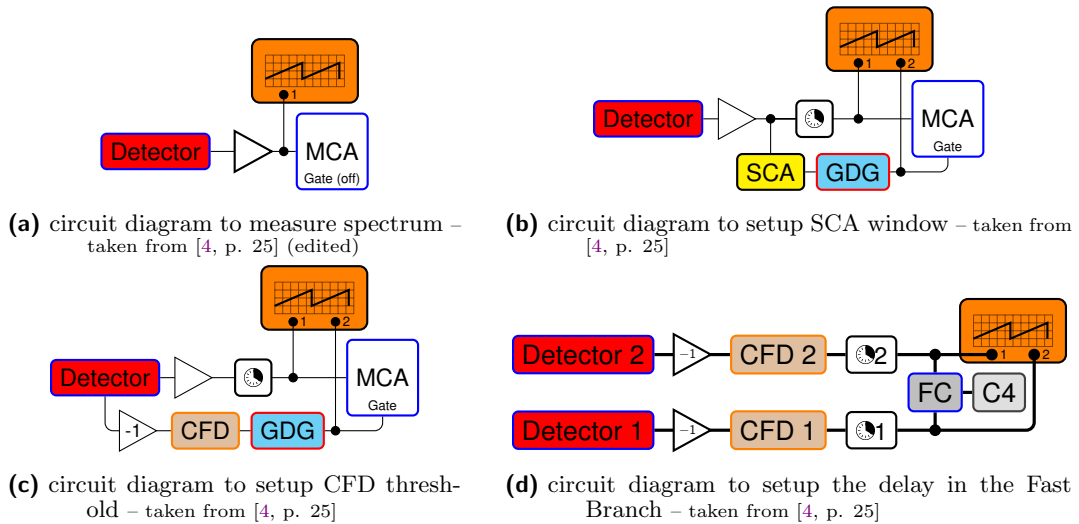 1
Detector
MCA
Gate (off)
(a) circuit diagram to measure spectrum – taken from [4, p. 25] (edited)
1 2
Detector
MCA
Gate
SCA
GDG
(b) circuit diagram to setup SCA window – taken from
[4, p. 25]
1 2
Detector
MCA
Gate
-1
CFD
GDG
(c) circuit diagram to setup CFD thresh-
old – taken from [4, p. 25]
Detector 2
-1
CFD 2
2
1 2
FC
C4
Detector 1
-1
CFD 1
1
(d) circuit diagram to setup the delay in the Fast
Branch – taken from [4, p. 25]